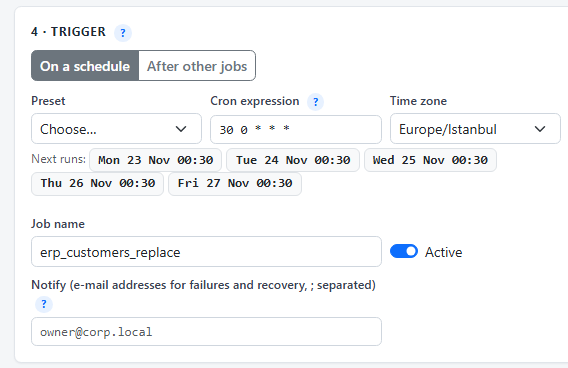 4 · TRIGGER ?
On a schedule After other jobs
Preset Cron expression ? Time zone
Choose... 30 0 * * * Europe/Istanbul
Next runs: Mon 23 Nov 00:30 Tue 24 Nov 00:30 Wed 25 Nov 00:30
Thu 26 Nov 00:30 Fri 27 Nov 00:30
Job name
erp_customers_replace Active
Notify (e-mail addresses for failures and recovery, ; separated)
?
owner@corp.local